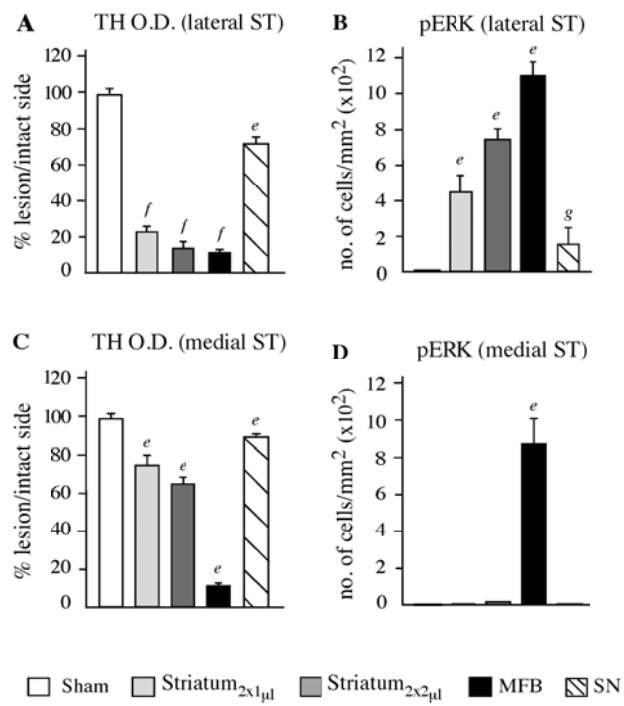 A TH O.D. (lateral ST)
% lesion/intact side
120
100
80
60
40
20
0
f
f
f
e
B pERK (lateral ST)
no. of cells/mm² (x10²)
12
10
8
6
4
2
0
e
e
e
g
C TH O.D. (medial ST)
% lesion/intact side
120
100
80
60
40
20
0
e
e
e
e
D pERK (medial ST)
no. of cells/mm² (x10²)
12
10
8
6
4
2
0
e
Sham Striatum2x1µl Striatum2x2µl MFB SN